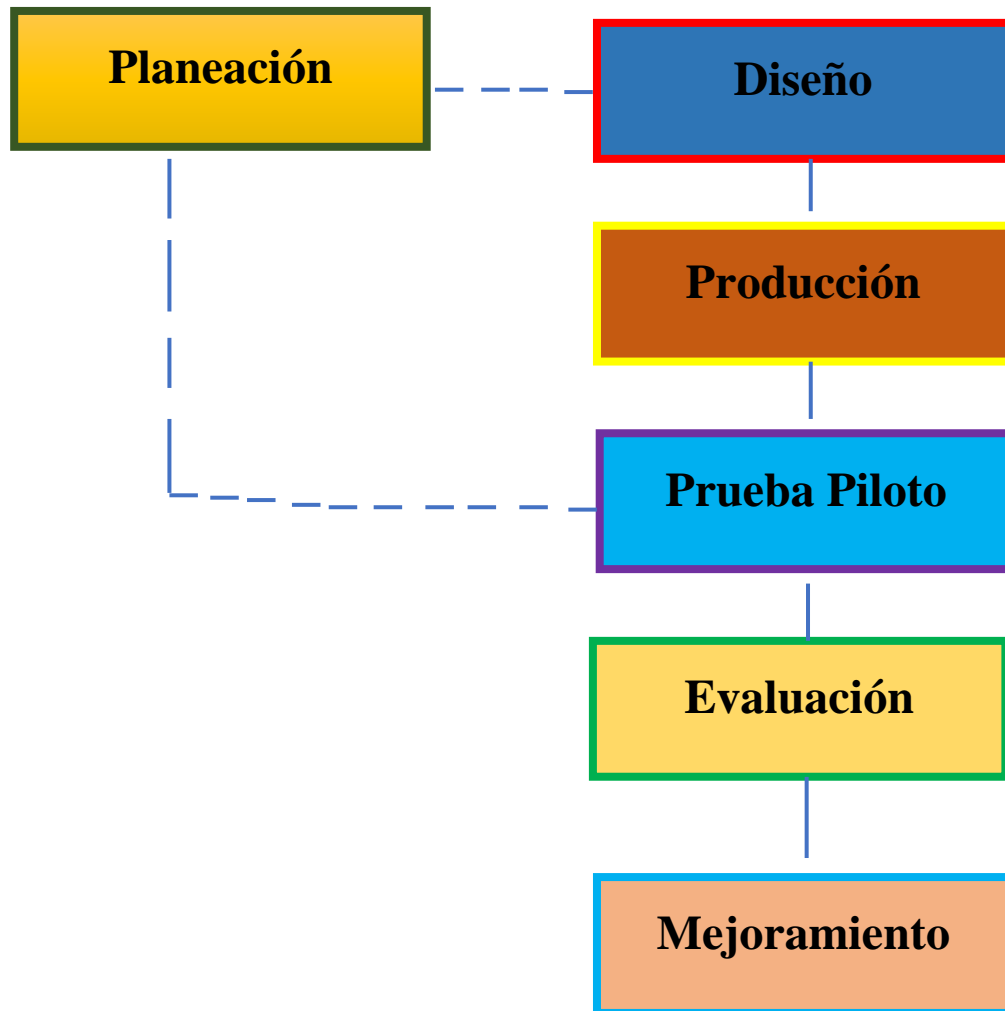 Planeación
Diseño
Producción
Prueba Piloto
Evaluación
Mejoramiento